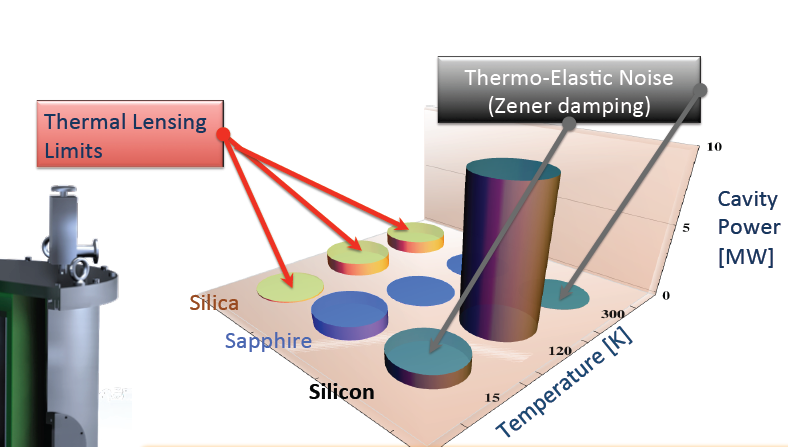 Thermo-Elastic Noise
(Zener damping)
Thermal Lensing
Limits
10
Cavity
Power
[MW]
5
0
Silica
Sapphire
Silicon
300
120
15
Temperature [K]